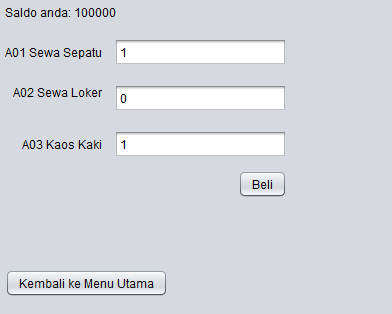 Saldo anda: 100000
A01 Sewa Sepatu 1
A02 Sewa Loker 0
A03 Kaos Kaki 1
Beli
Kembali ke Menu Utama